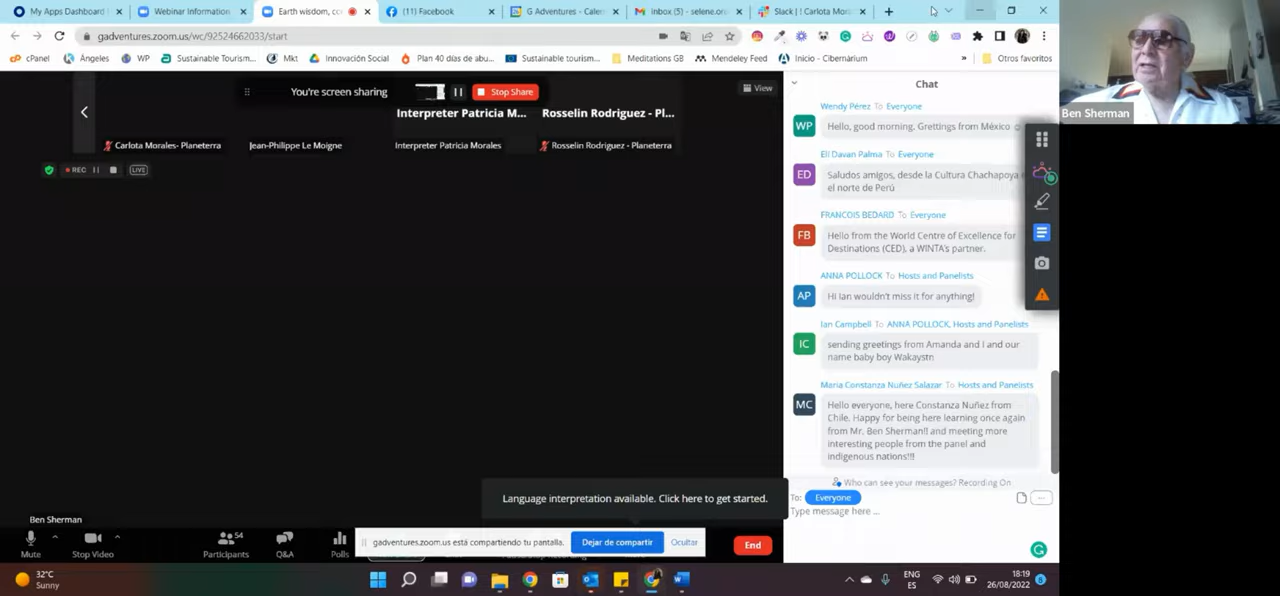 My Apps Dashboard
Webinar Information
Earth wisdom, co
(11) Facebook
G Adventures - Calen
Inbox (5) - selene.ors
Slack | ! Carlota Mora
gadventures.zoom.us/wc/92524662033/start
cPanel
Ángeles
WP
Sustainable Tourism...
Mkt
Innovación Social
Plan 40 días de abu...
Sustainable tourism...
Meditations GB
Mendeley Feed
Inicio - Cibernàrium
»
Otros favoritos
You're screen sharing
Stop Share
View
Interpreter Patricia M...
Rosselin Rodriguez - Pl...
Carlota Morales- Planeterra
Jean-Philippe Le Moigne
Interpreter Patricia Morales
Rosselin Rodriguez - Planeterra
REC
LIVE
Chat
Wendy Pérez To Everyone
WP
Hello, good morning. Grettings from México
Eli Davan Palma To Everyone
ED
Saludos amigos, desde la Cultura Chachapoya
el norte de Perú
FRANCOIS BEDARD To Everyone
FB
Hello from the World Centre of Excellence for
Destinations (CED), a WINTA's partner.
ANNA POLLOCK To Hosts and Panelists
AP
Hi Ian wouldn't miss it for anything!
Ian Campbell To ANNA POLLOCK, Hosts and Panelists
IC
sending greetings from Amanda and I and our
name baby boy Wakaystn
Maria Constanza Nuñez Salazar To Hosts and Panelists
MC
Hello everyone, here Constanza Nuñez from
Chile. Happy for being here learning once again
from Mr. Ben Sherman!! and meeting more
interesting people from the panel and
indigenous nations!!!
Who can see your messages? Recording On
To: Everyone
Type message here ...
Ben Sherman
Language interpretation available. Click here to get started.
Ben Sherman
Mute
Stop Video
54
Participants
Q&A
Polls
gadventures.zoom.us está compartiendo tu pantalla.
Dejar de compartir
Ocultar
End
32°C
Sunny
ENG
ES
18:19
26/08/2022